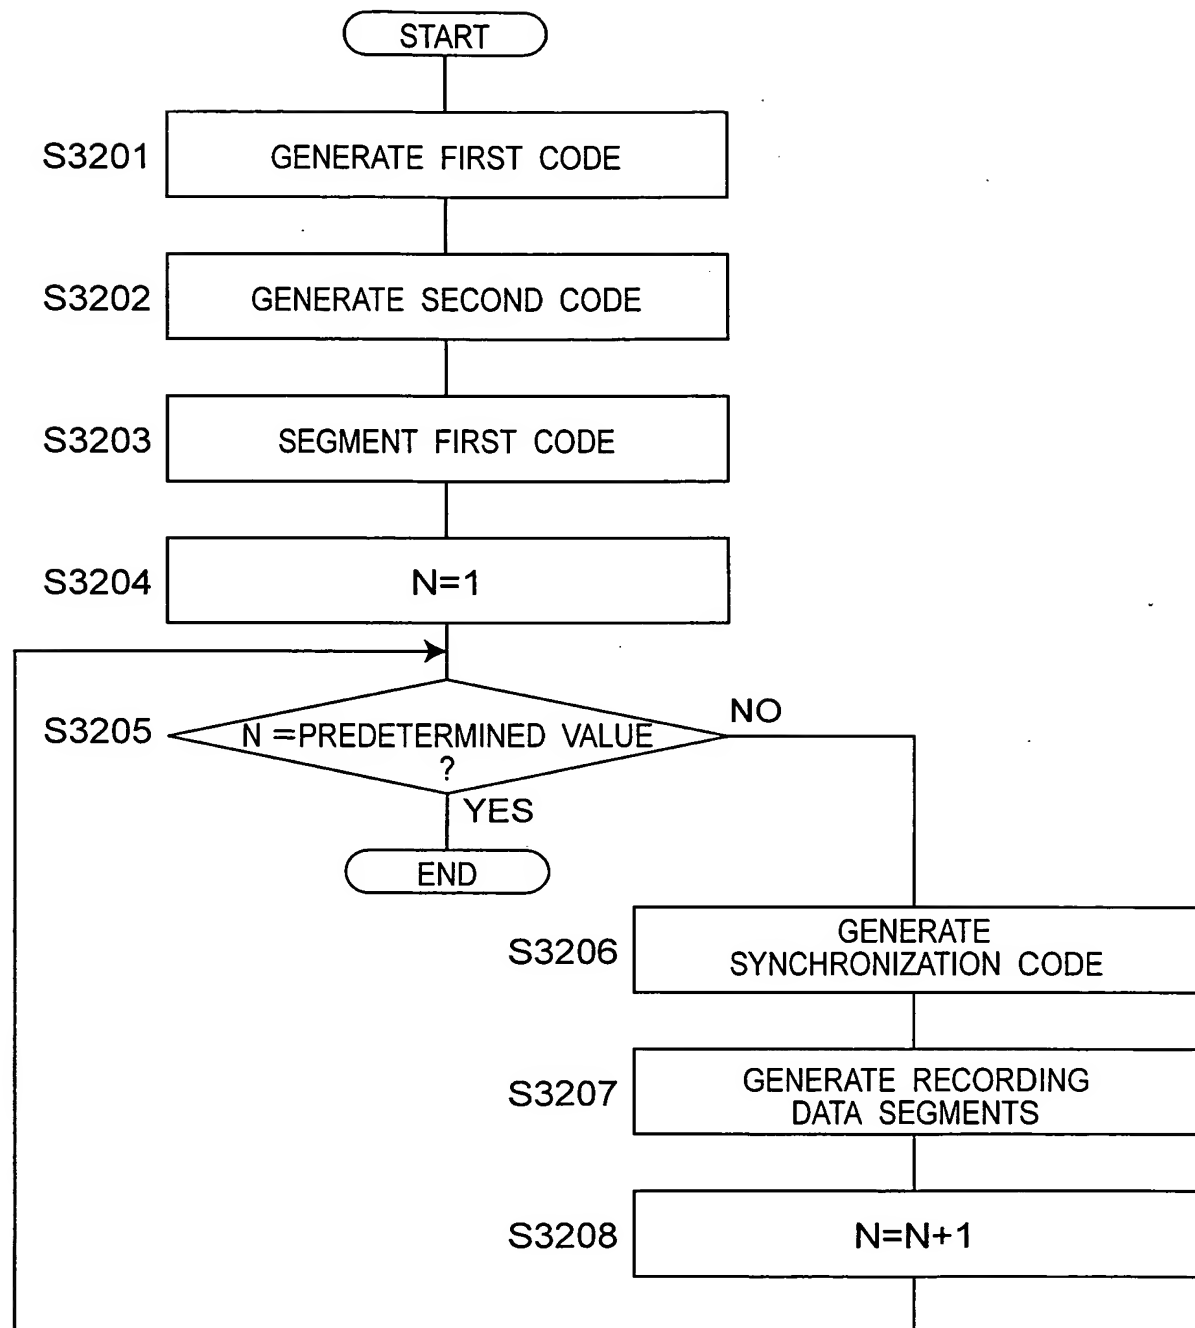 START
S3201
GENERATE FIRST CODE
S3202
GENERATE SECOND CODE
S3203
SEGMENT FIRST CODE
S3204
N=1
S3205
N=PREDETERMINED VALUE
?
NO
YES
END
S3206
GENERATE
SYNCHRONIZATION CODE
S3207
GENERATE RECORDING
DATA SEGMENTS
S3208
N=N+1